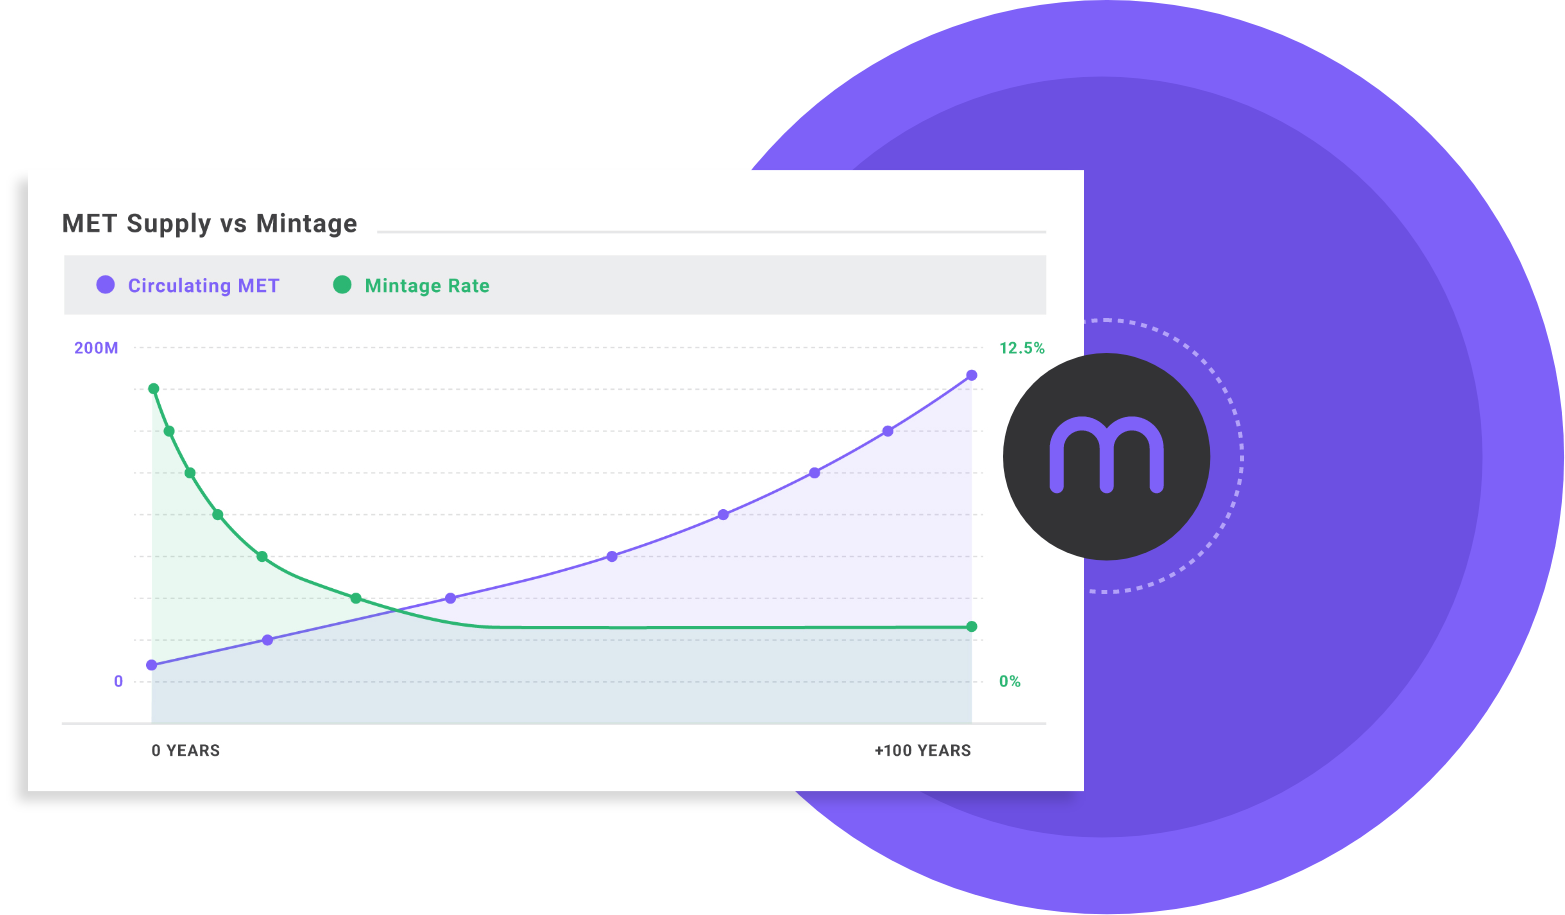 MET Supply vs Mintage
Circulating MET Mintage Rate
200M 12.5%
0 0%
0 YEARS +100 YEARS
m